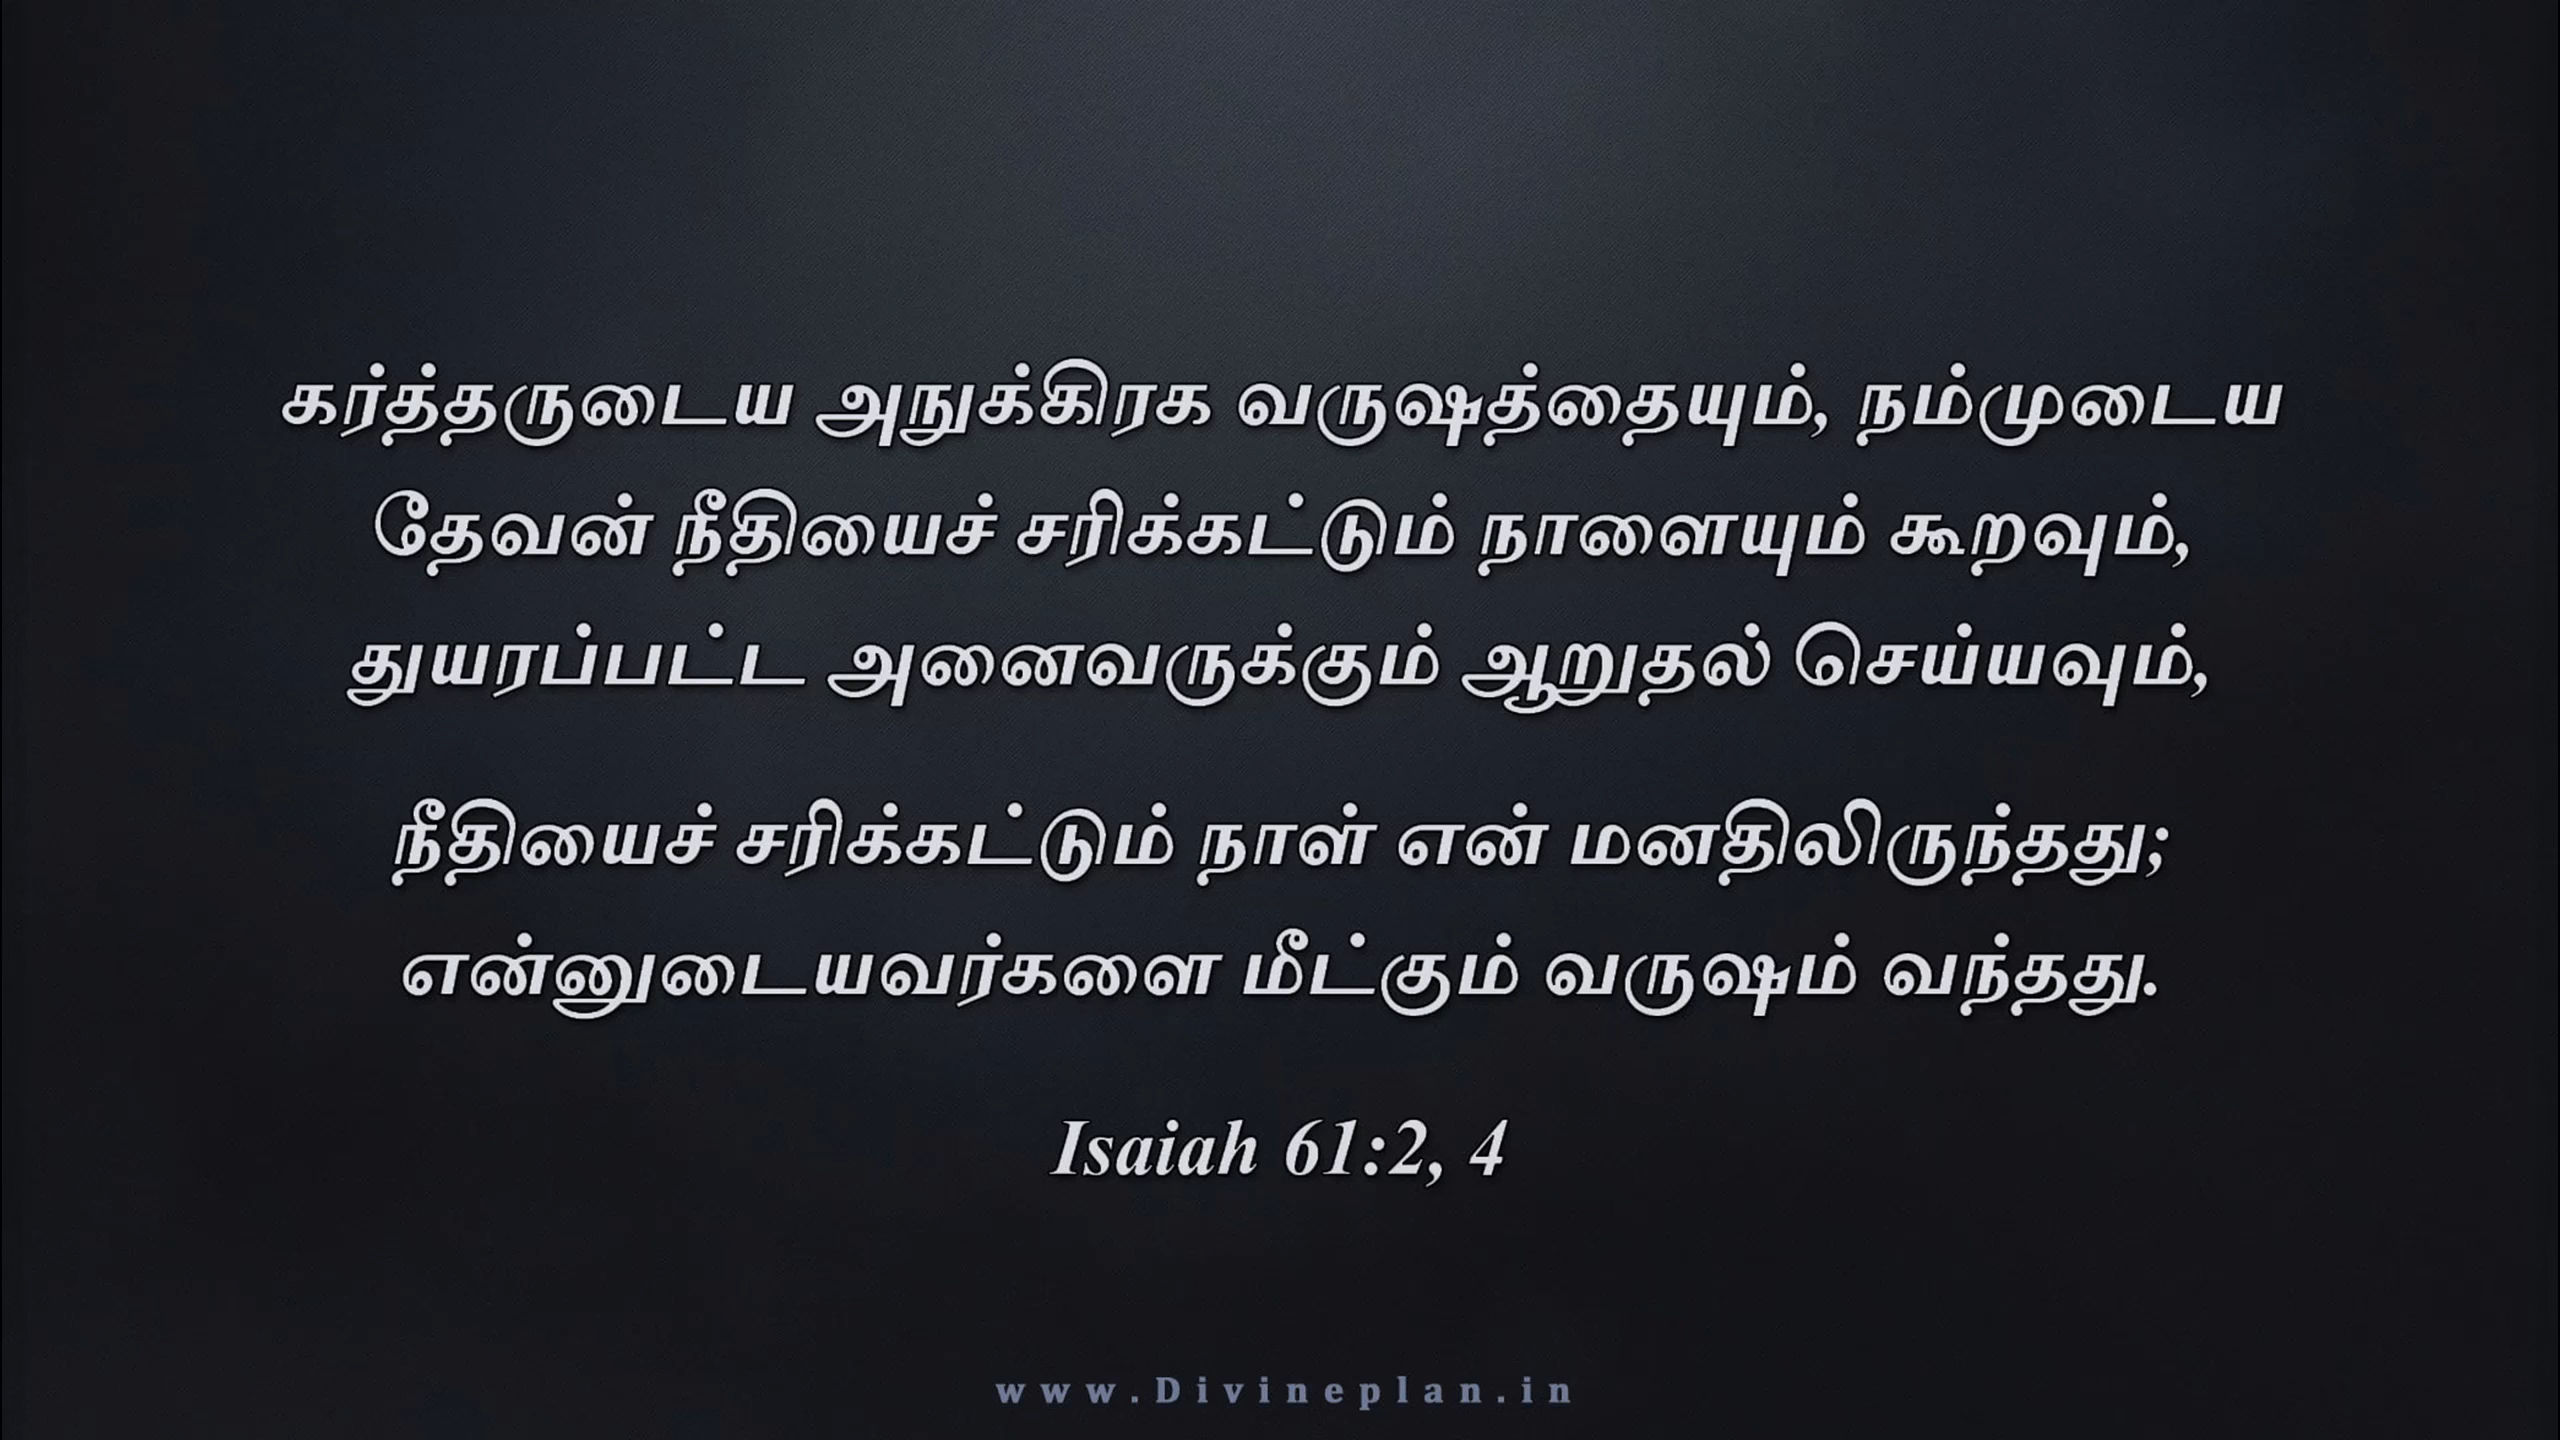 கர்த்தருடைய அநுக்கிரக வருஷத்தையும், நம்முடைய
தேவன் நீதியைச் சரிக்கட்டும் நாளையும் கூறவும்,
துயரப்பட்ட அனைவருக்கும் ஆறுதல் செய்யவும்,
நீதியைச் சரிக்கட்டும் நாள் என் மனதிலிருந்தது;
என்னுடையவர்களை மீட்கும் வருஷம் வந்தது.
Isaiah 61:2, 4
www.Divineplan.in